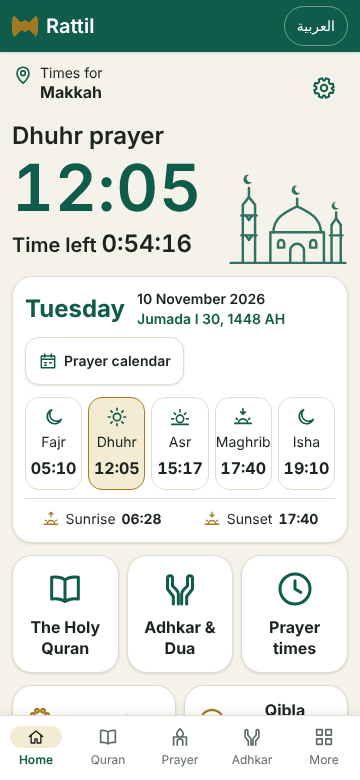 Rattil
العربية
Times for
Makkah
Dhuhr prayer
12:05
Time left 0:54:16
Tuesday
10 November 2026
Jumada I 30, 1448 AH
Prayer calendar
Fajr Dhuhr Asr Maghrib Isha
05:10 12:05 15:17 17:40 19:10
Sunrise 06:28 Sunset 17:40
The Holy Quran
Adhkar & Dua
Prayer times
Qibla
Home Quran Prayer Adhkar More